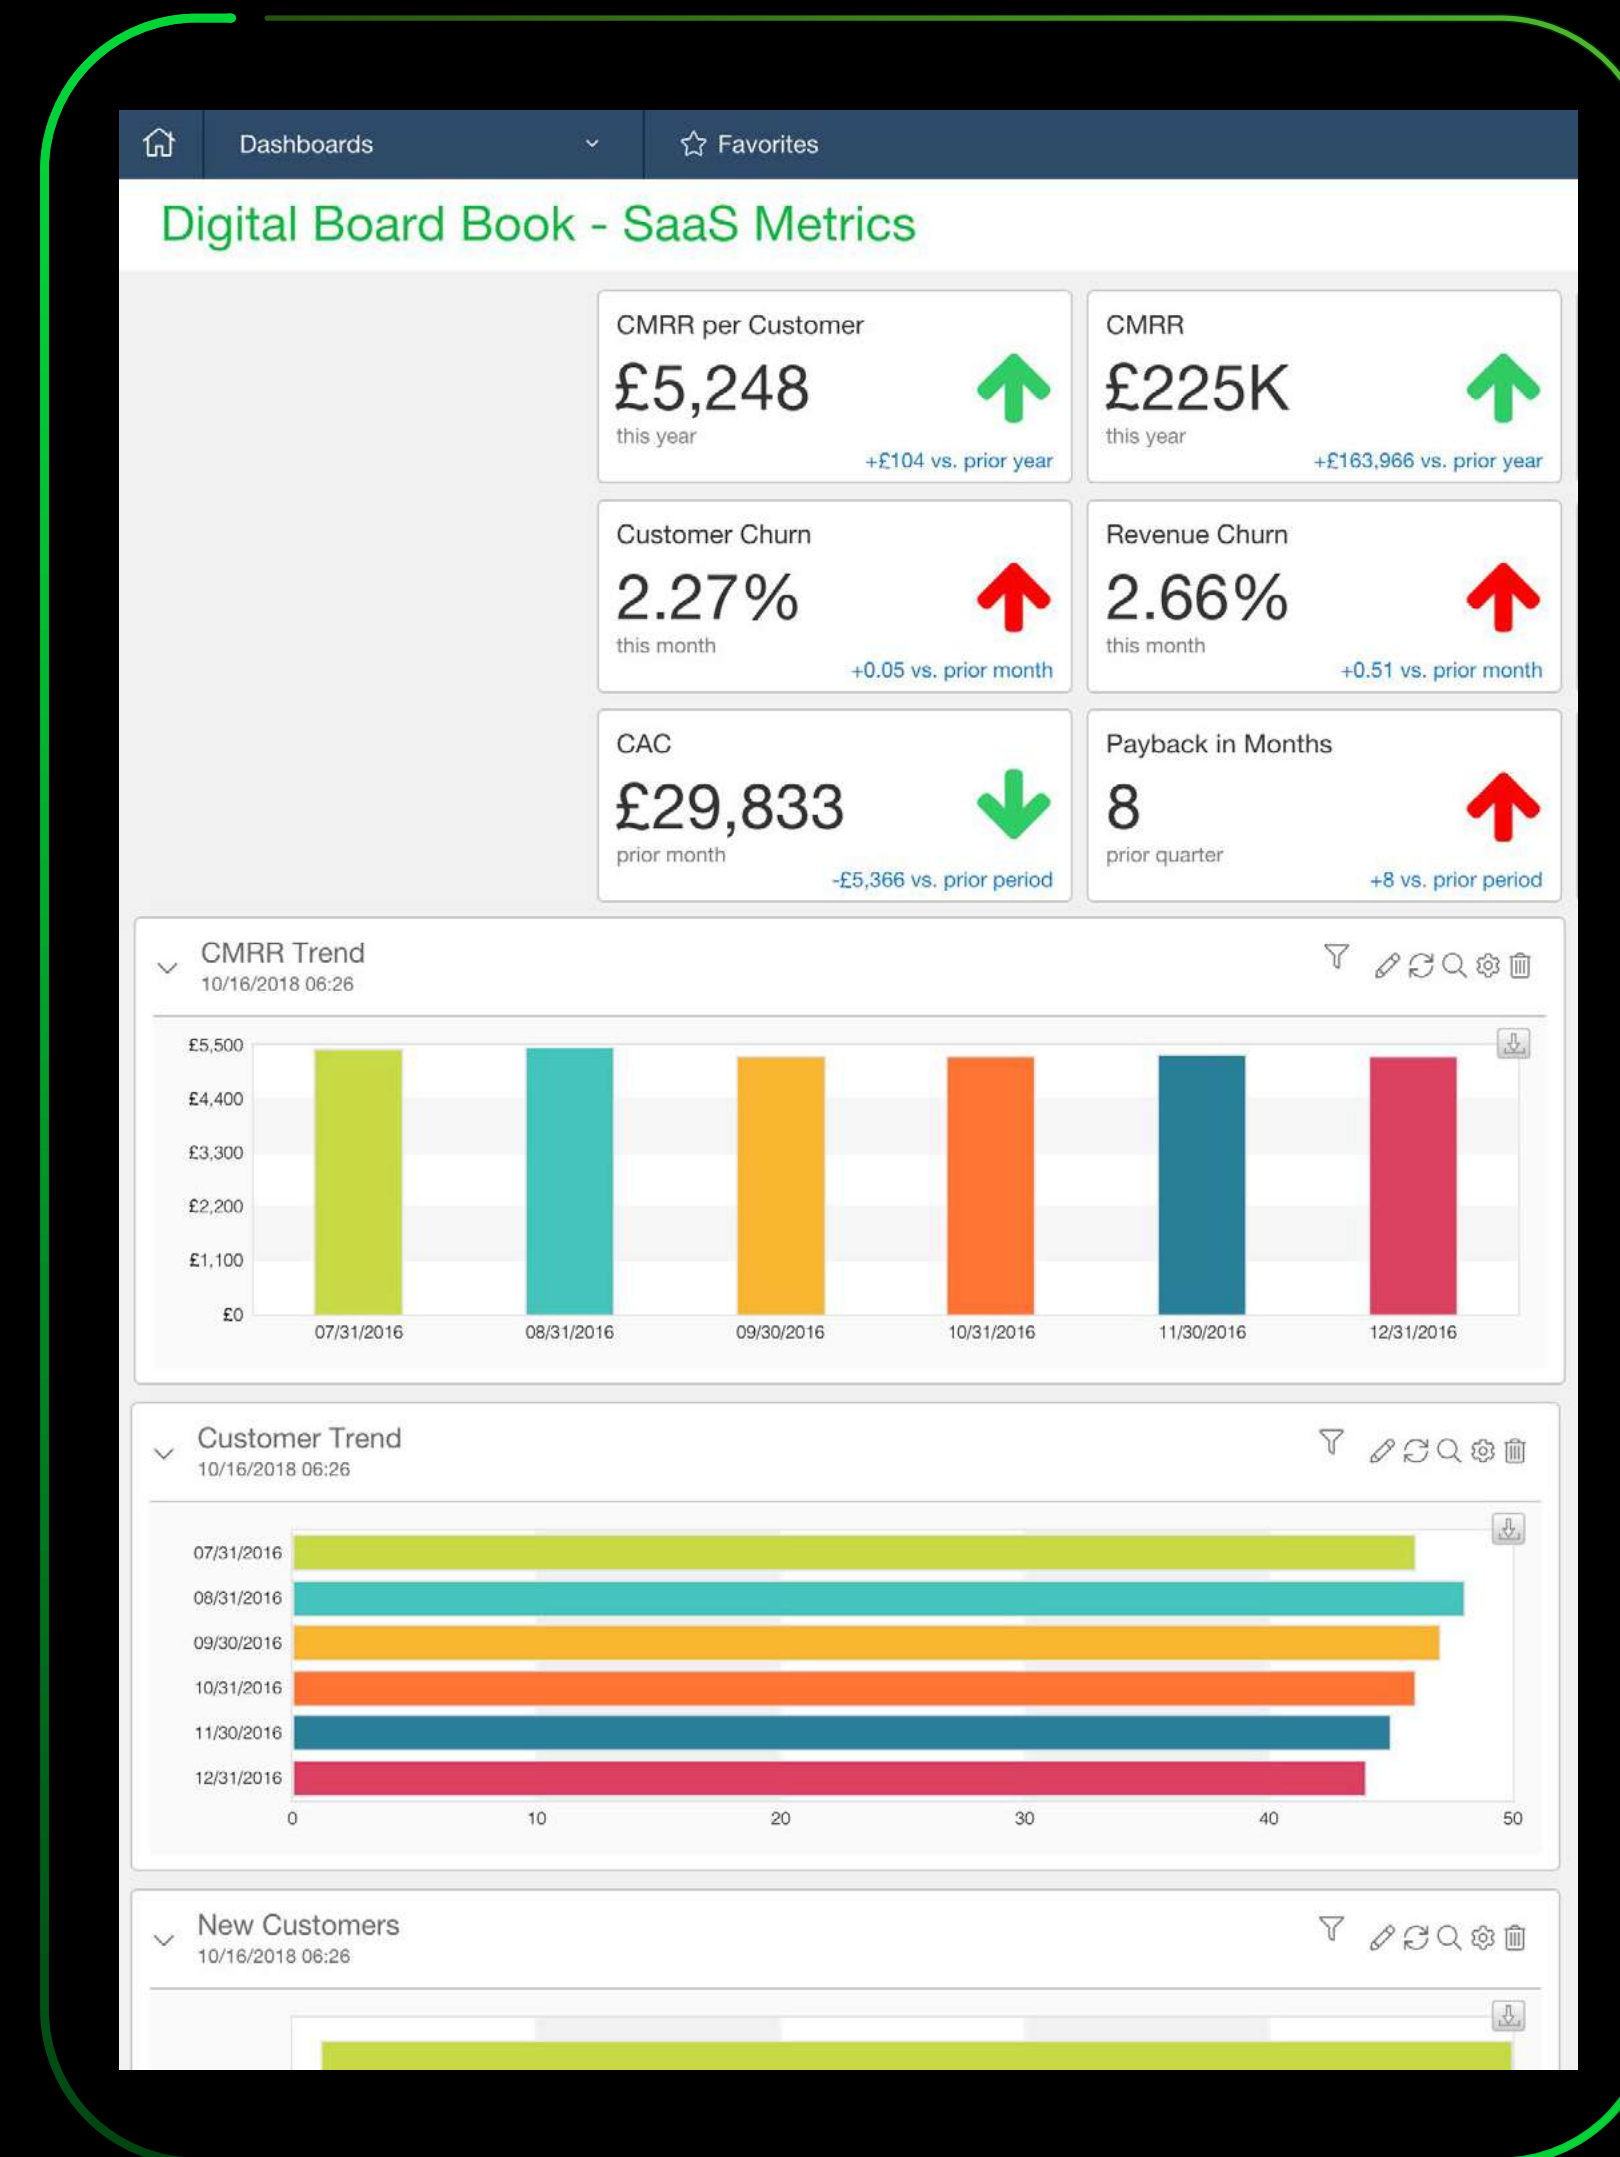 Dashboards
Favorites
Digital Board Book - SaaS Metrics
CMRR per Customer
£5,248
this year
+£104 vs. prior year
CMRR
£225K
this year
+£163,966 vs. prior year
Customer Churn
2.27%
this month
+0.05 vs. prior month
Revenue Churn
2.66%
this month
+0.51 vs. prior month
CAC
£29,833
prior month
-£5,366 vs. prior period
Payback in Months
8
prior quarter
+8 vs. prior period
CMRR Trend
10/16/2018 06:26
£5,500
£4,400
£3,300
£2,200
£1,100
£0
07/31/2016 08/31/2016 09/30/2016 10/31/2016 11/30/2016 12/31/2016
Customer Trend
10/16/2018 06:26
07/31/2016
08/31/2016
09/30/2016
10/31/2016
11/30/2016
12/31/2016
0 10 20 30 40 50
New Customers
10/16/2018 06:26